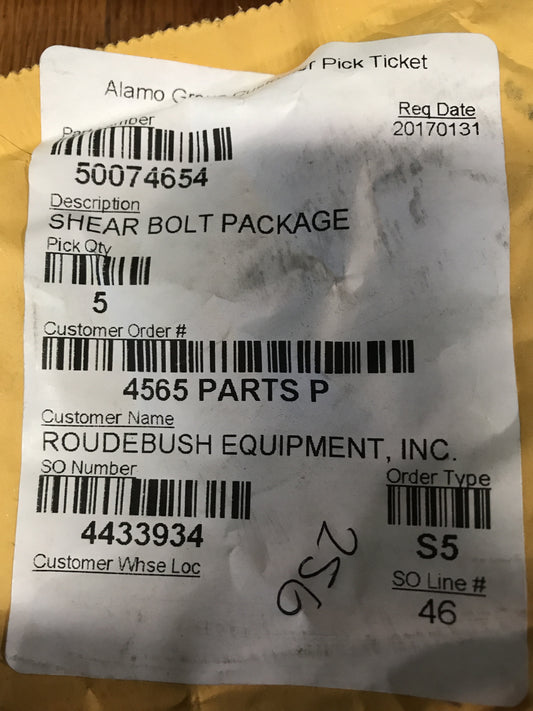 Alamo Pick Ticket
Req Date
20170131
50074654
Description
SHEAR BOLT PACKAGE
Pick Qty
5
Customer Order #
4565 PARTS P
Customer Name
ROUDEBUSH EQUIPMENT, INC.
SO Number
Order Type
4433934
S5
Customer Whse Loc
256
SO Line #
46